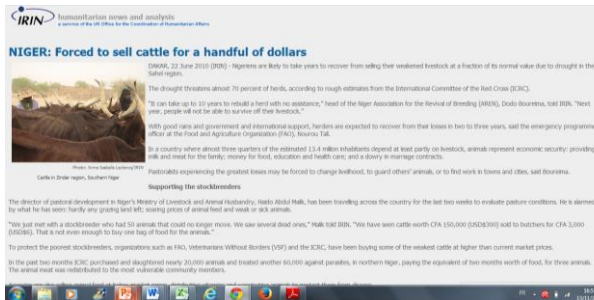 IRIN humanitarian news and analysis
a service of the UN Office for the Coordination of Humanitarian Affairs
NIGER: Forced to sell cattle for a handful of dollars
DAKAR, 22 June 2010 (IRIN) - Nigeriens are likely to take years to recover from selling their weakened livestock at a fraction of its normal value due to drought in the
Sahel region.
The drought threatens almost 70 percent of herds, according to rough estimates from the International Committee of the Red Cross (ICRC).
"It can take up to 10 years to rebuild a herd with no assistance," head of the Niger Association for the Revival of Breeding (AREN), Dodo Boureima, told IRIN. "Next
year, people will not be able to survive off their livestock."
With good rains and government and international support, herders are expected to recover from their losses in two to three years, said the emergency programme
officer at the Food and Agriculture Organization (FAO), Nourou Tall.
In a country where almost three quarters of the estimated 13.4 million inhabitants depend at least partly on livestock, animals represent economic security: providing
milk and meat for the family; money for food, education and health care; and a dowry in marriage contracts.
Photo: Anne Isabelle Leclercq/IRIN
Cattle in Zinder region, Southern Niger
Pastoralists experiencing the greatest losses may be forced to change livelihood, to guard others' animals, or to find work in towns and cities, said Boureima.
Supporting the stockbreeders
The director of pastoral development in Niger's Ministry of Livestock and Animal Husbandry, Haido Abdul Malik, has been traveling across the country for the last two weeks to evaluate pasture conditions. He is alarmed
by what he has seen: hardly any grazing land left; soaring prices of animal feed and weak or sick animals.
"We just met with a stockbreeder who had 50 animals that could no longer move. We saw several dead ones," Malik told IRIN. "We have seen cattle worth CFA 150,000 (USD$300) sold to butchers for CFA 3,000
(USD$6). That is not even enough to buy one bag of food for the animals."
To protect the poorest stockbreeders, organizations such as FAO, Veterinarians Without Borders (VSF) and the ICRC, have been buying some of the weakest cattle at higher than current market prices.
In the past two months ICRC purchased and slaughtered nearly 20,000 animals and treated another 60,000 against parasites, in northern Niger, paying the equivalent of two months worth of food, for three animals.
The animal meat was redistributed to the most vulnerable community members.
FR